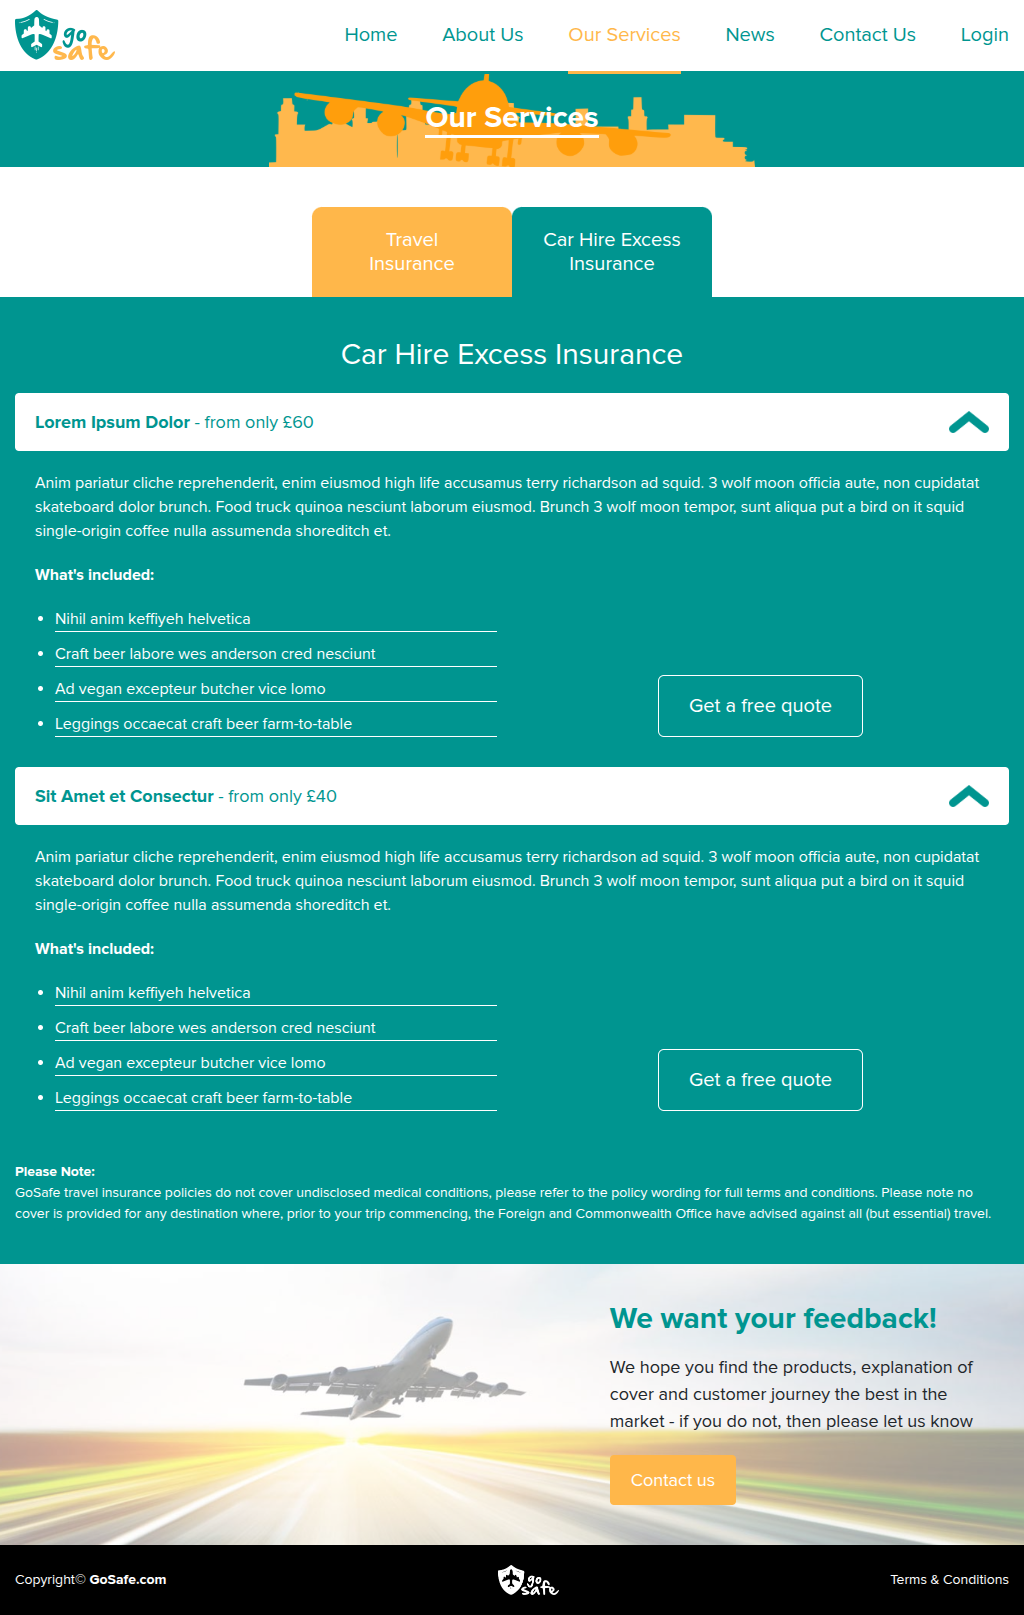 go safe
Home About Us Our Services News Contact Us Login
Our Services
Travel Insurance
Car Hire Excess Insurance
Car Hire Excess Insurance
Lorem Ipsum Dolor - from only £60
Anim pariatur cliche reprehenderit, enim eiusmod high life accusamus terry richardson ad squid. 3 wolf moon officia aute, non cupidatat
skateboard dolor brunch. Food truck quinoa nesciunt laborum eiusmod. Brunch 3 wolf moon tempor, sunt aliqua put a bird on it squid
single-origin coffee nulla assumenda shoreditch et.
What's included:
• Nihil anim keffiyeh helvetica
• Craft beer labore wes anderson cred nesciunt
• Ad vegan excepteur butcher vice lomo
• Leggings occaecat craft beer farm-to-table
Get a free quote
Sit Amet et Consectur - from only £40
Anim pariatur cliche reprehenderit, enim eiusmod high life accusamus terry richardson ad squid. 3 wolf moon officia aute, non cupidatat
skateboard dolor brunch. Food truck quinoa nesciunt laborum eiusmod. Brunch 3 wolf moon tempor, sunt aliqua put a bird on it squid
single-origin coffee nulla assumenda shoreditch et.
What's included:
• Nihil anim keffiyeh helvetica
• Craft beer labore wes anderson cred nesciunt
• Ad vegan excepteur butcher vice lomo
• Leggings occaecat craft beer farm-to-table
Get a free quote
Please Note:
GoSafe travel insurance policies do not cover undisclosed medical conditions, please refer to the policy wording for full terms and conditions. Please note no
cover is provided for any destination where, prior to your trip commencing, the Foreign and Commonwealth Office have advised against all (but essential) travel.
We want your feedback!
We hope you find the products, explanation of
cover and customer journey the best in the
market - if you do not, then please let us know
Contact us
Copyright© GoSafe.com
go safe
Terms & Conditions